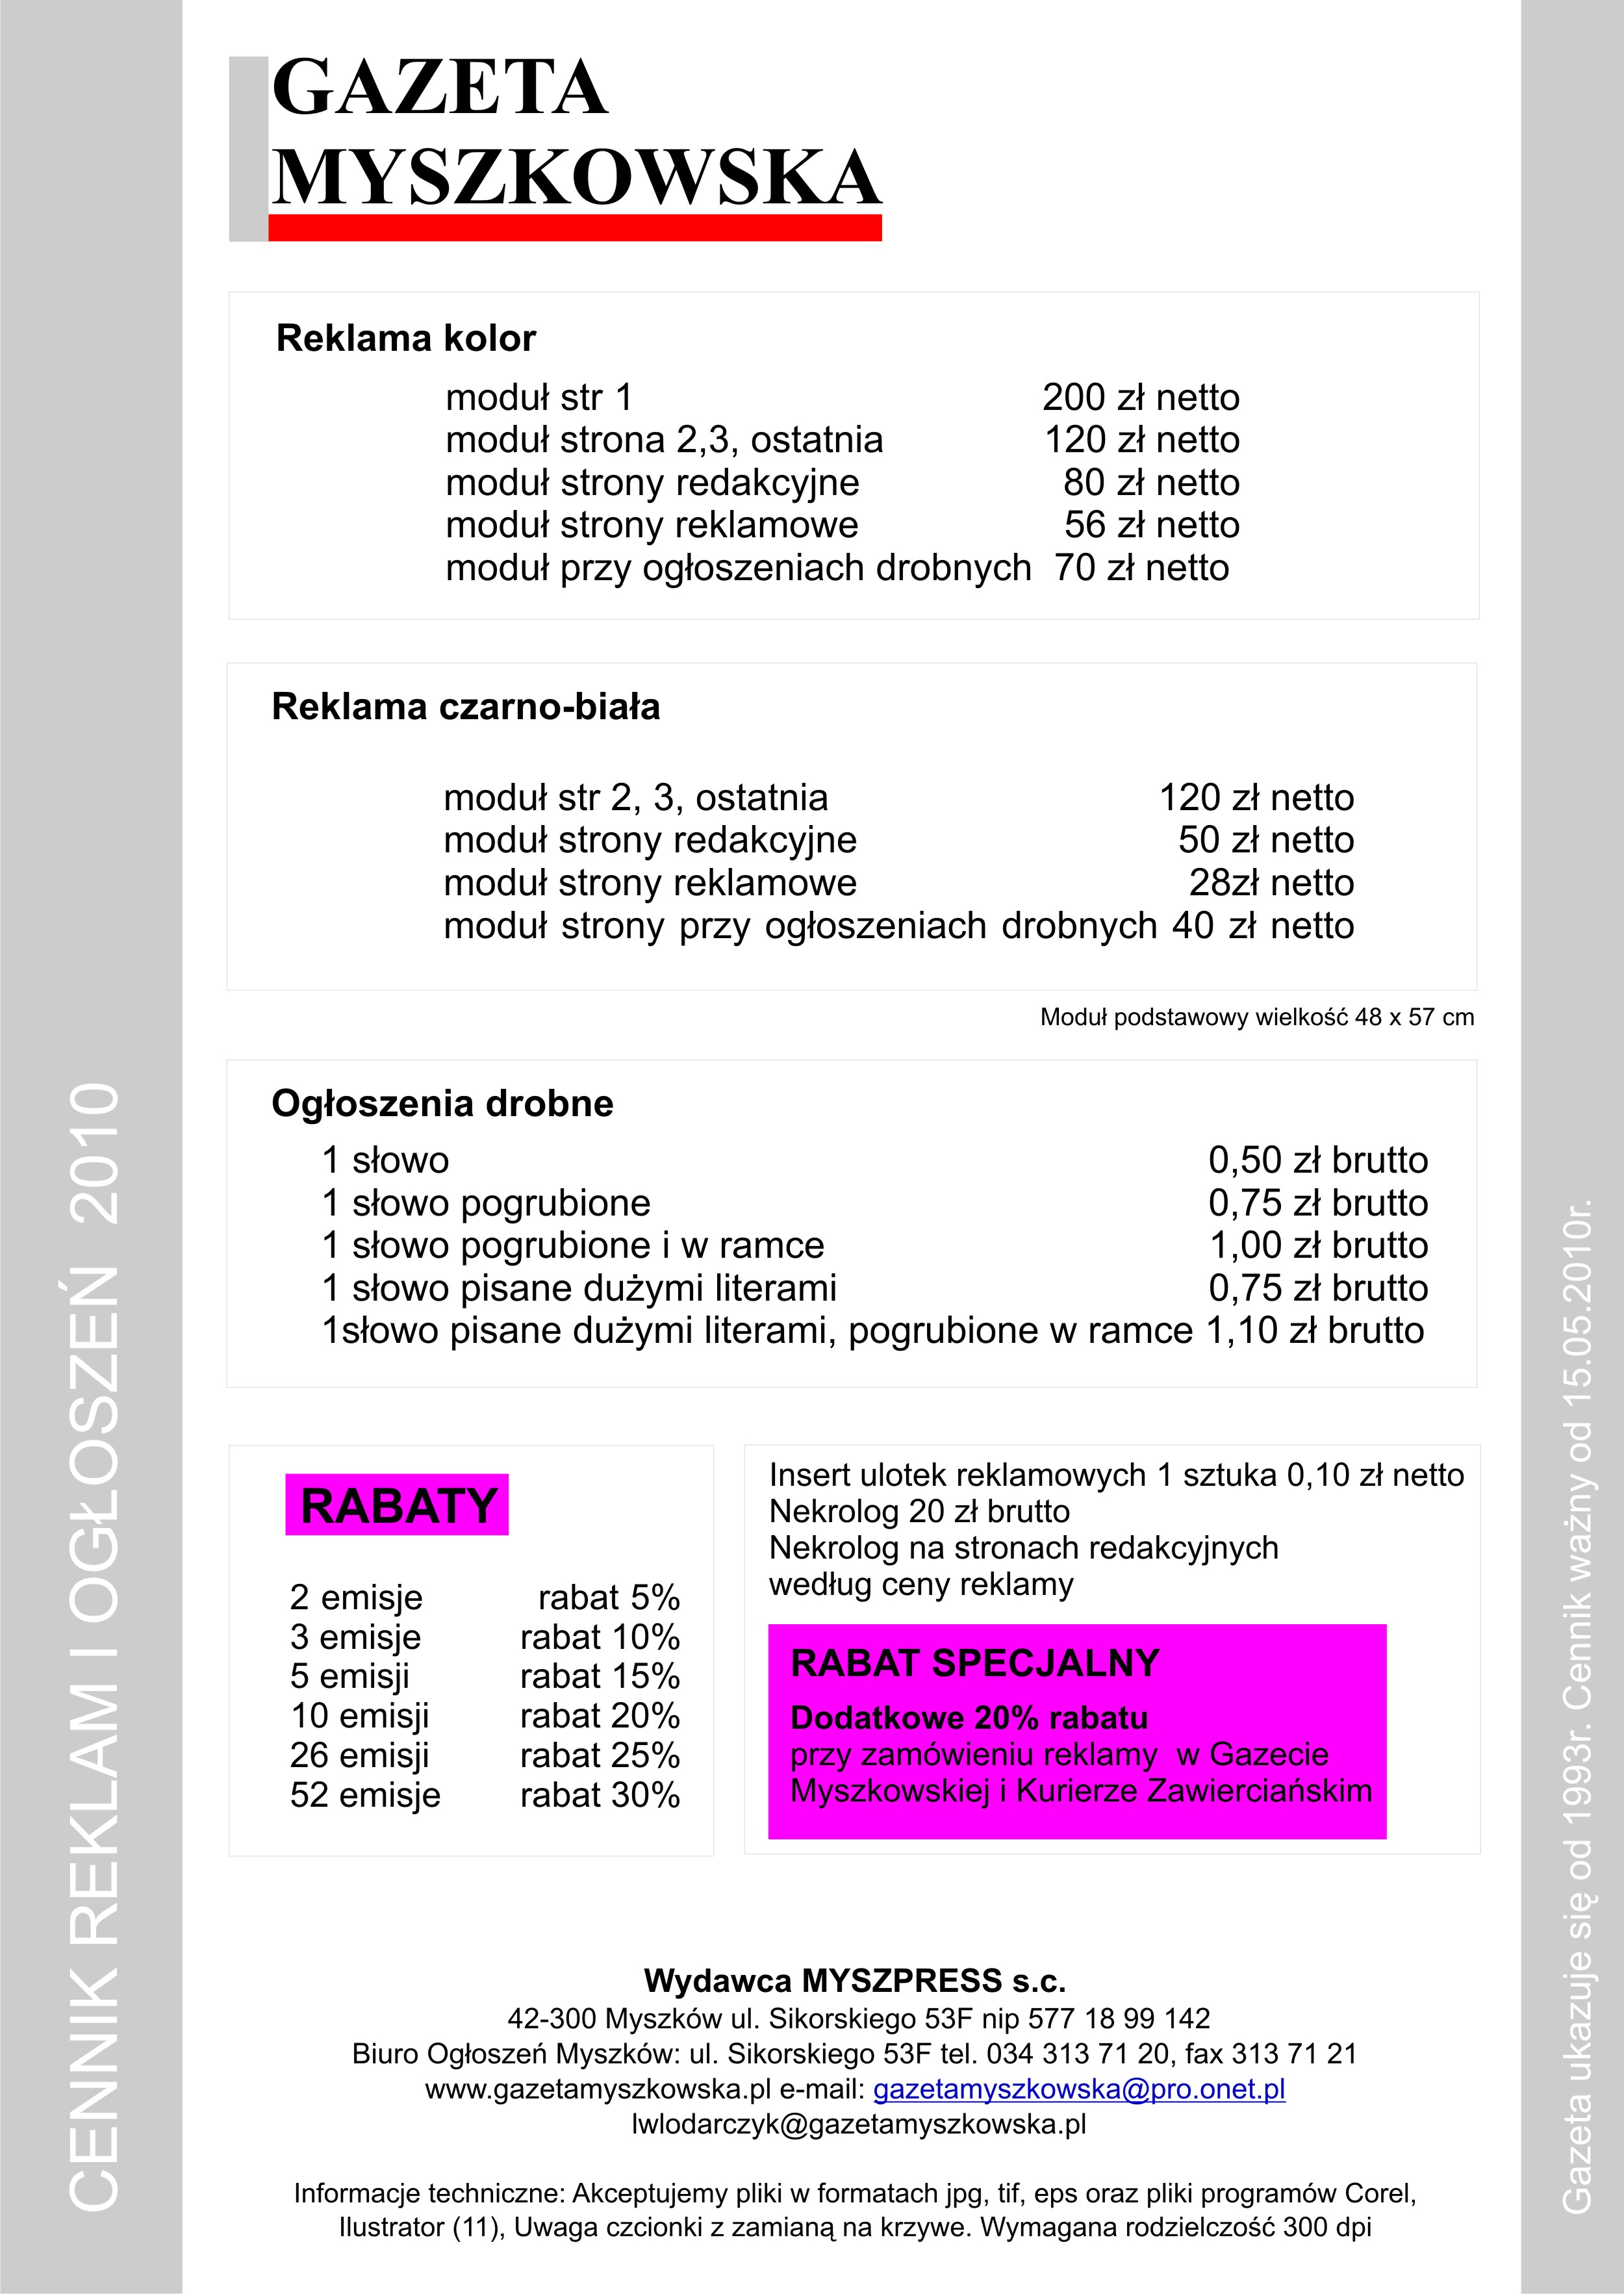 GAZETA
MYSZKOWSKA
Reklama kolor
moduł str 1 200 zł netto
moduł strona 2,3, ostatnia 120 zł netto
moduł strony redakcyjne 80 zł netto
moduł strony reklamowe 56 zł netto
moduł przy ogłoszeniach drobnych 70 zł netto
Reklama czarno-biała
moduł str 2, 3, ostatnia 120 zł netto
moduł strony redakcyjne 50 zł netto
moduł strony reklamowe 28zł netto
moduł strony przy ogłoszeniach drobnych 40 zł netto
Moduł podstawowy wielkość 48 x 57 cm
Ogłoszenia drobne
1 słowo 0,50 zł brutto
1 słowo pogrubione 0,75 zł brutto
1 słowo pogrubione i w ramce 1,00 zł brutto
1 słowo pisane dużymi literami 0,75 zł brutto
1słowo pisane dużymi literami, pogrubione w ramce 1,10 zł brutto
RABATY
2 emisje rabat 5%
3 emisje rabat 10%
5 emisji rabat 15%
10 emisji rabat 20%
26 emisji rabat 25%
52 emisje rabat 30%
Insert ulotek reklamowych 1 sztuka 0,10 zł netto
Nekrolog 20 zł brutto
Nekrolog na stronach redakcyjnych
według ceny reklamy
RABAT SPECJALNY
Dodatkowe 20% rabatu
przy zamówieniu reklamy w Gazecie
Myszkowskiej i Kurierze Zawierciańskim
Wydawca MYSZPRESS s.c.
42-300 Myszków ul. Sikorskiego 53F nip 577 18 99 142
Biuro Ogłoszeń Myszków: ul. Sikorskiego 53F tel. 034 313 71 20, fax 313 71 21
www.gazetamyszkowska.pl e-mail: gazetamyszkowska@pro.onet.pl
lwlodarczyk@gazetamyszkowska.pl
Informacje techniczne: Akceptujemy pliki w formatach jpg, tif, eps oraz pliki programów Corel,
Ilustrator (11), Uwaga czcionki z zamianą na krzywe. Wymagana rodzielczość 300 dpi
CENNIK REKLAM I OGŁOSZEŃ 2010
Gazeta ukazuje się od 1993r. Cennik ważny od 15.05.2010r.